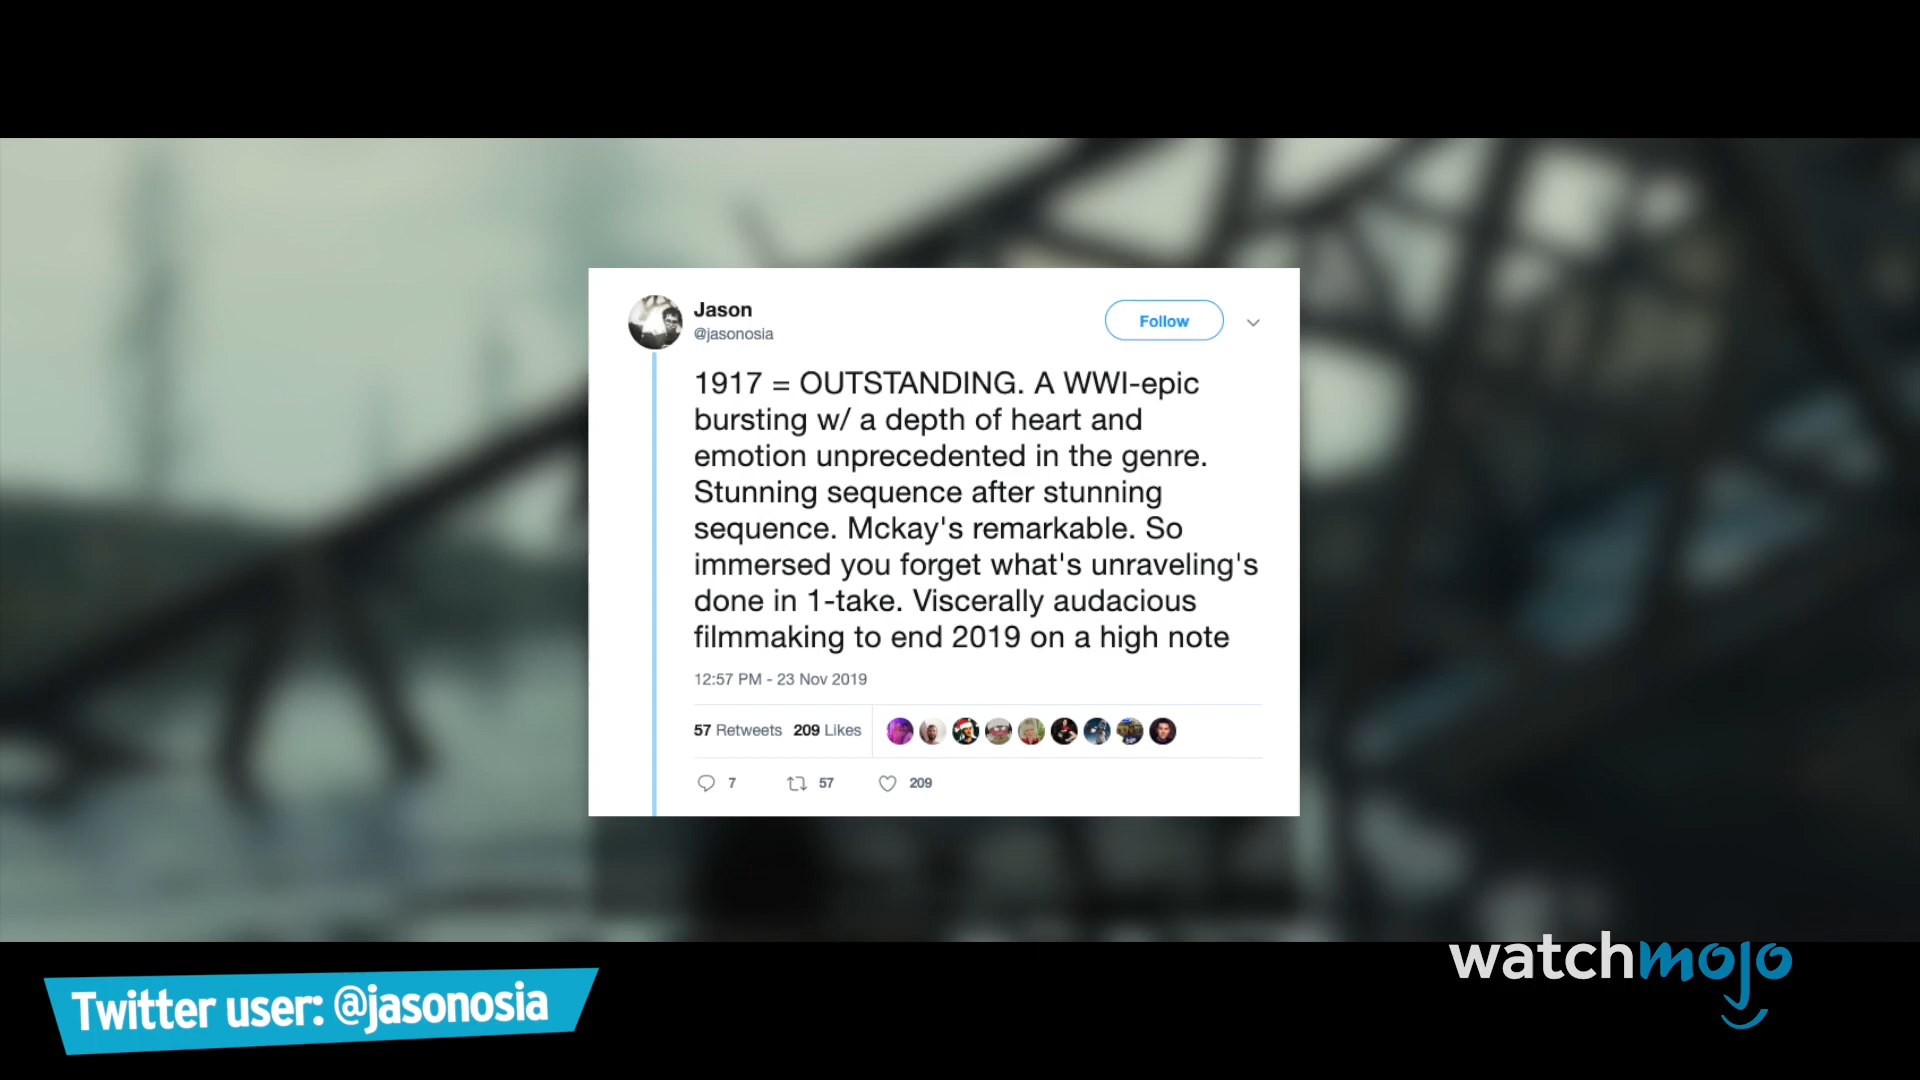 Jason
@jasonosia
Follow
1917 = OUTSTANDING. A WWI-epic
bursting w/ a depth of heart and
emotion unprecedented in the genre.
Stunning sequence after stunning
sequence. Mckay's remarkable. So
immersed you forget what's unraveling's
done in 1-take. Viscerally audacious
filmmaking to end 2019 on a high note
12:57 PM - 23 Nov 2019
57 Retweets 209 Likes
7 57 209
watchmojo
Twitter user: @jasonosia